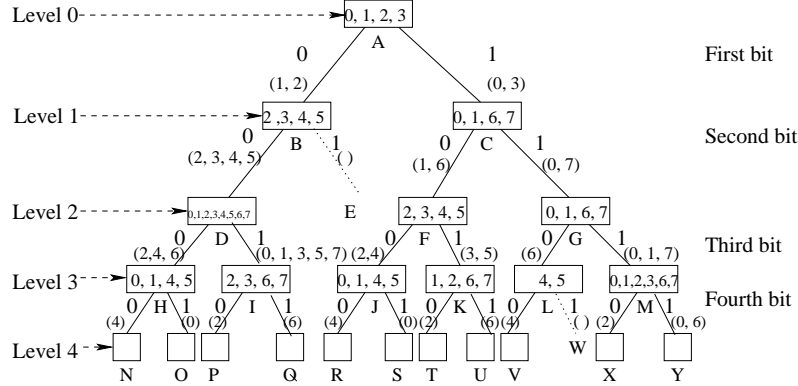 Level 0
0, 1, 2, 3
A
0
1
First bit
(1, 2)
(0, 3)
Level 1
2 ,3, 4, 5
0, 1, 6, 7
B
C
0
1
0
1
Second bit
(2, 3, 4, 5)
( )
(1, 6)
(0, 7)
Level 2
0,1,2,3,4,5,6,7
E
2, 3, 4, 5
0, 1, 6, 7
D
F
G
0
1
0
1
0
1
Third bit
(2,4, 6)
(0, 1, 3, 5, 7)
(2,4)
(3, 5)
(6)
(0, 1, 7)
Level 3
0, 1, 4, 5
2, 3, 6, 7
0, 1, 4, 5
1, 2, 6, 7
4, 5
0,1,2,3,6,7
Fourth bit
0
H
1
0
I
1
0
J
1
0
K
1
0
L
1
0
M
1
(4)
(0)
(2)
(6)
(4)
(0)
(2)
(6)
(4)
( )
(2)
(0, 6)
Level 4
W
N
O
P
Q
R
S
T
U
V
X
Y